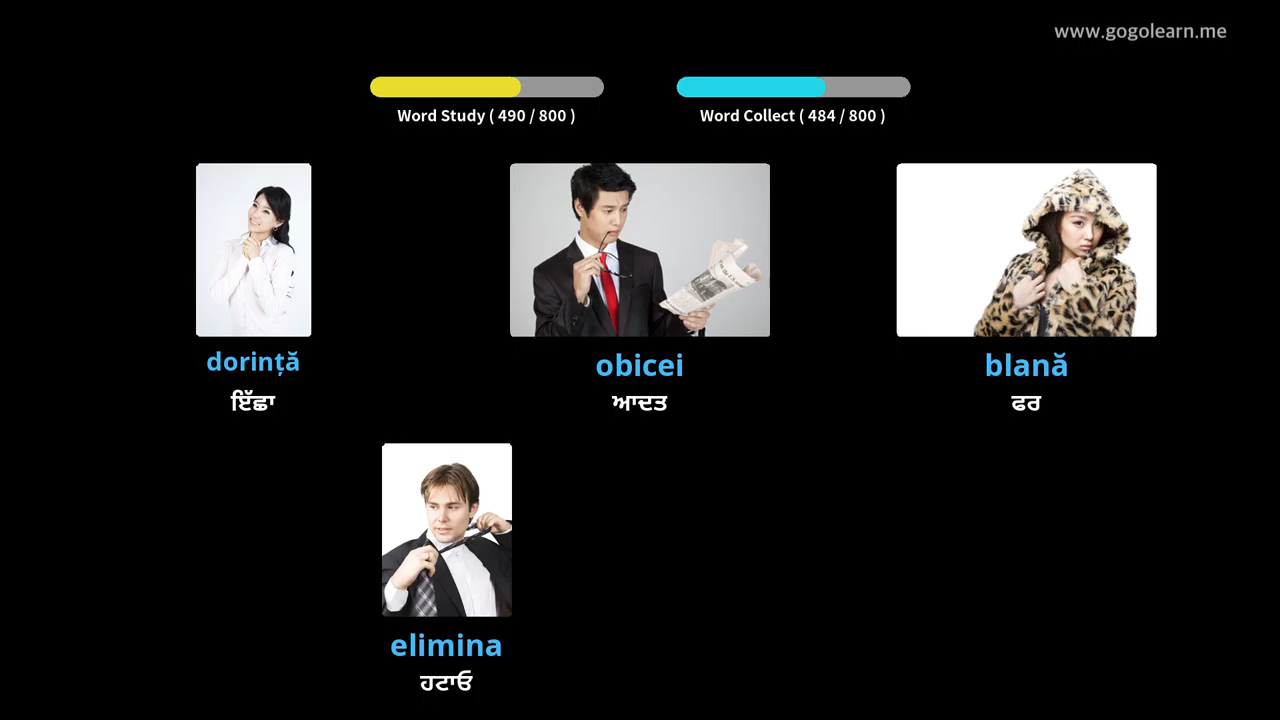 www.gogolearn.me
Word Study ( 490 / 800 )
Word Collect ( 484 / 800 )
dorință
obicei
blană
ਇੱਛਾ
ਆਦਤ
ਫਰ
elimina
ਹਟਾਓ